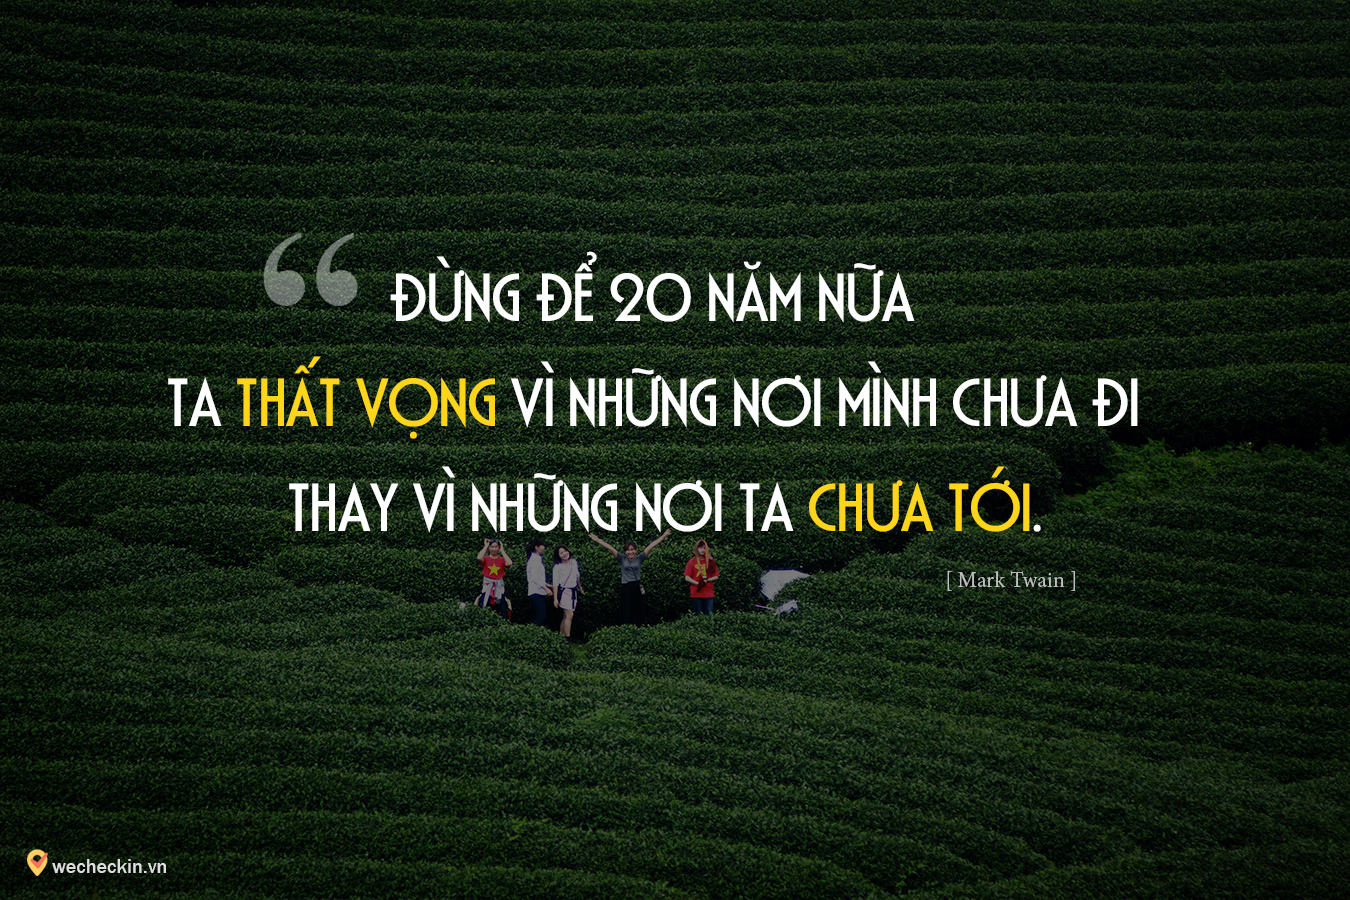 “ ĐỪNG ĐỂ 20 NĂM NỮA
TA THẤT VỌNG VÌ NHỮNG NƠI MÌNH CHƯA ĐI
THAY VÌ NHỮNG NƠI TA CHƯA TỚI.
[ Mark Twain ]
wecheckin.vn